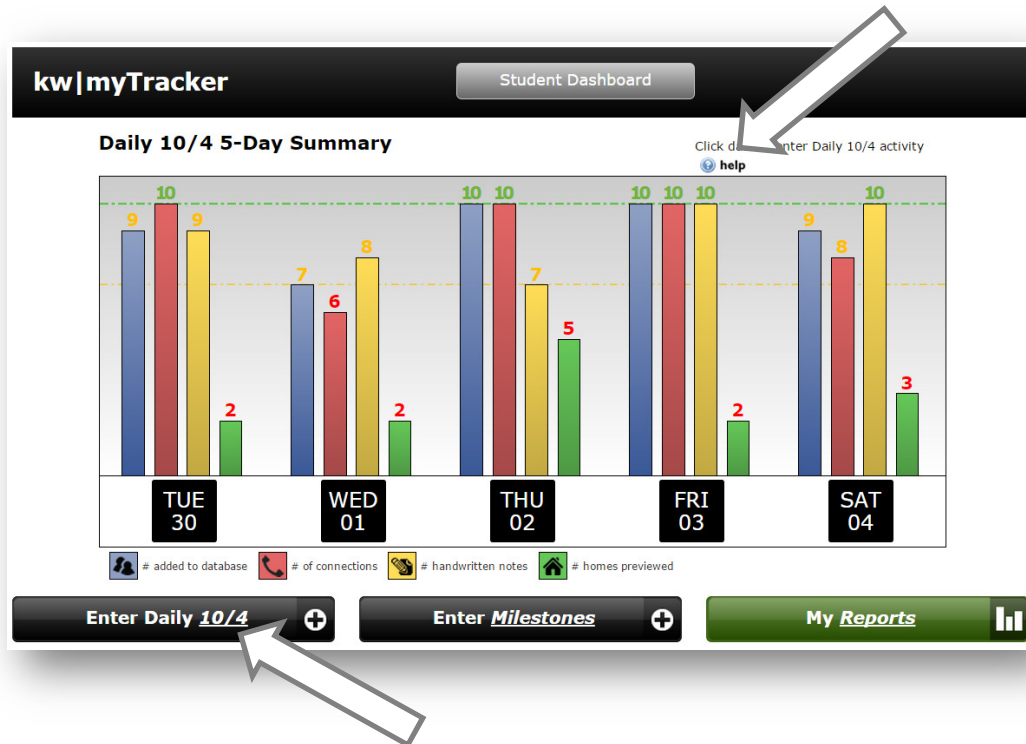 kw|myTracker
Student Dashboard
Daily 10/4 5-Day Summary
Click enter Daily 10/4 activity
help
9 10 9 2
7 6 8 2
10 10 7 5
10 10 10 2
9 8 10 3
TUE
30
WED
01
THU
02
FRI
03
SAT
04
# added to database # of connections # handwritten notes # homes previewed
Enter Daily 10/4 Enter Milestones My Reports